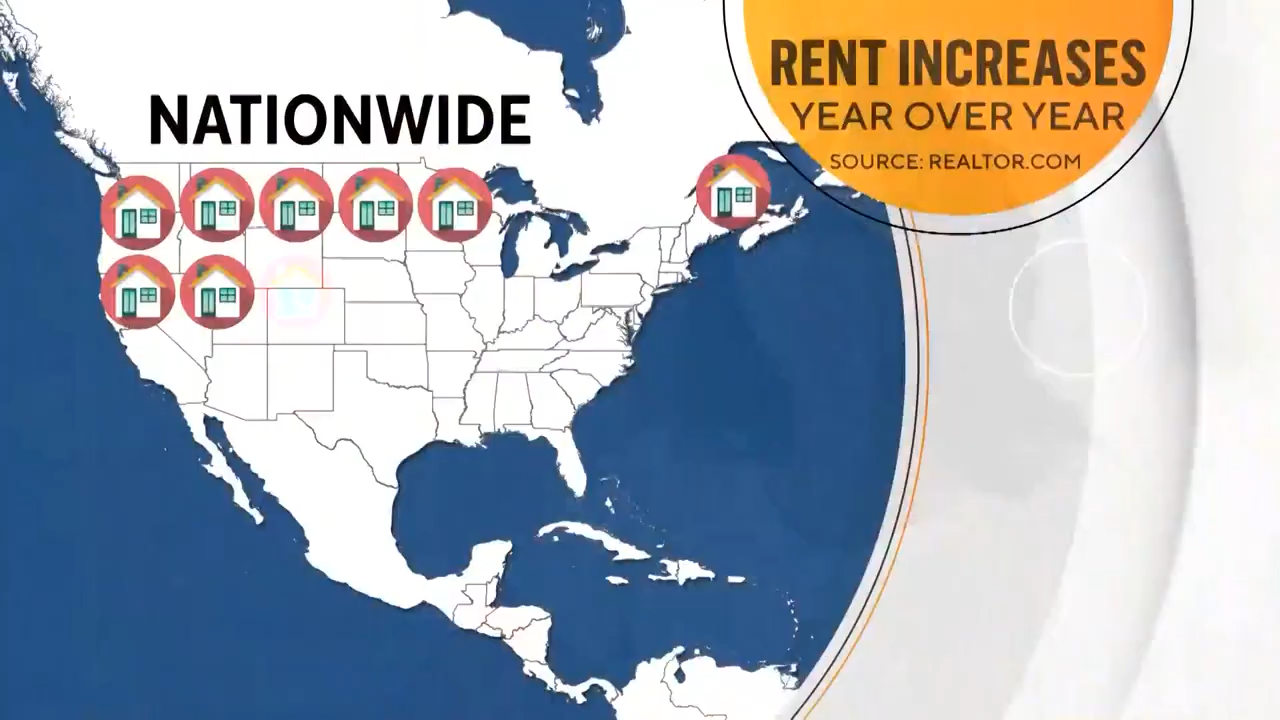 NATIONWIDE
RENT INCREASES
YEAR OVER YEAR
SOURCE: REALTOR.COM